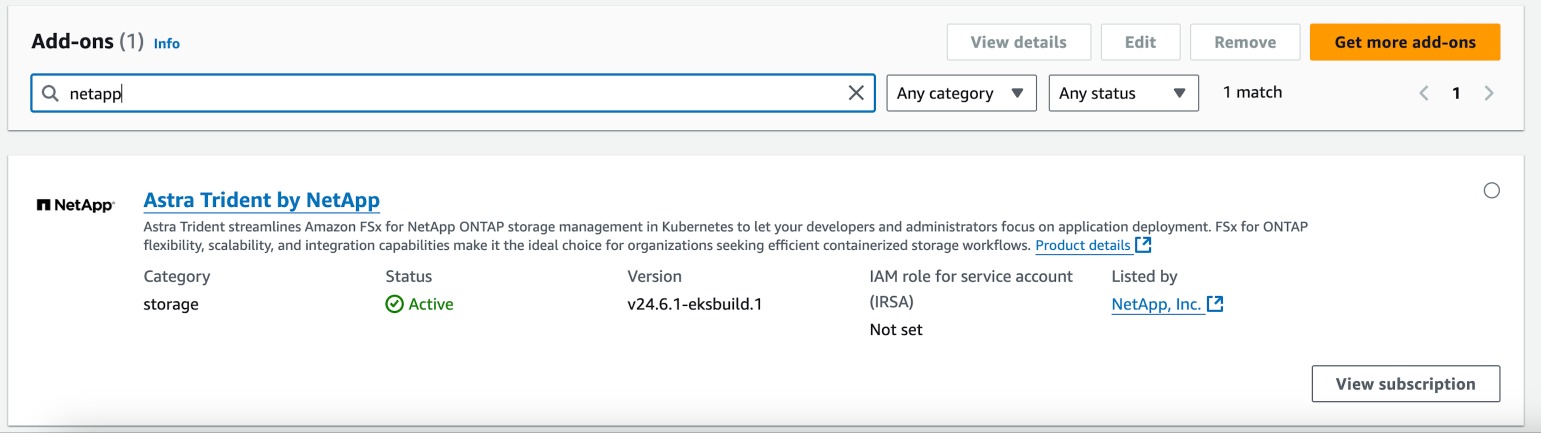 Add-ons (1) Info View details Edit Remove Get more add-ons
netapp Any category Any status 1 match 1
NetApp
Astra Trident by NetApp
Astra Trident streamlines Amazon FSx for NetApp ONTAP storage management in Kubernetes to let your developers and administrators focus on application deployment. FSx for ONTAP
flexibility, scalability, and integration capabilities make it the ideal choice for organizations seeking efficient containerized storage workflows. Product details
Category Status Version IAM role for service account Listed by
(IRSA)
storage Active v24.6.1-eksbuild.1 NetApp, Inc.
Not set
View subscription